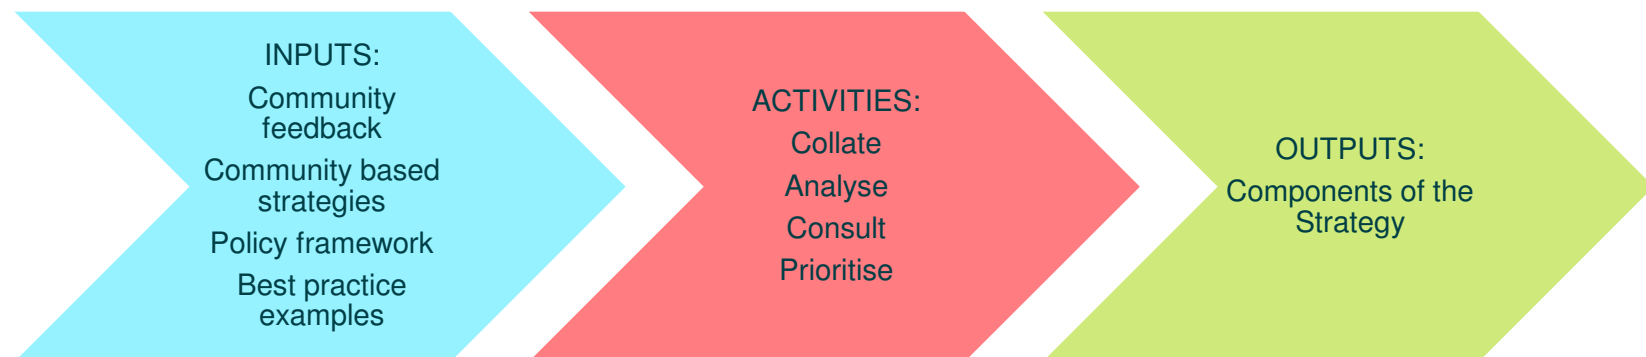 INPUTS:
Community
feedback
Community based
strategies
Policy framework
Best practice
examples
ACTIVITIES:
Collate
Analyse
Consult
Prioritise
OUTPUTS:
Components of the
Strategy